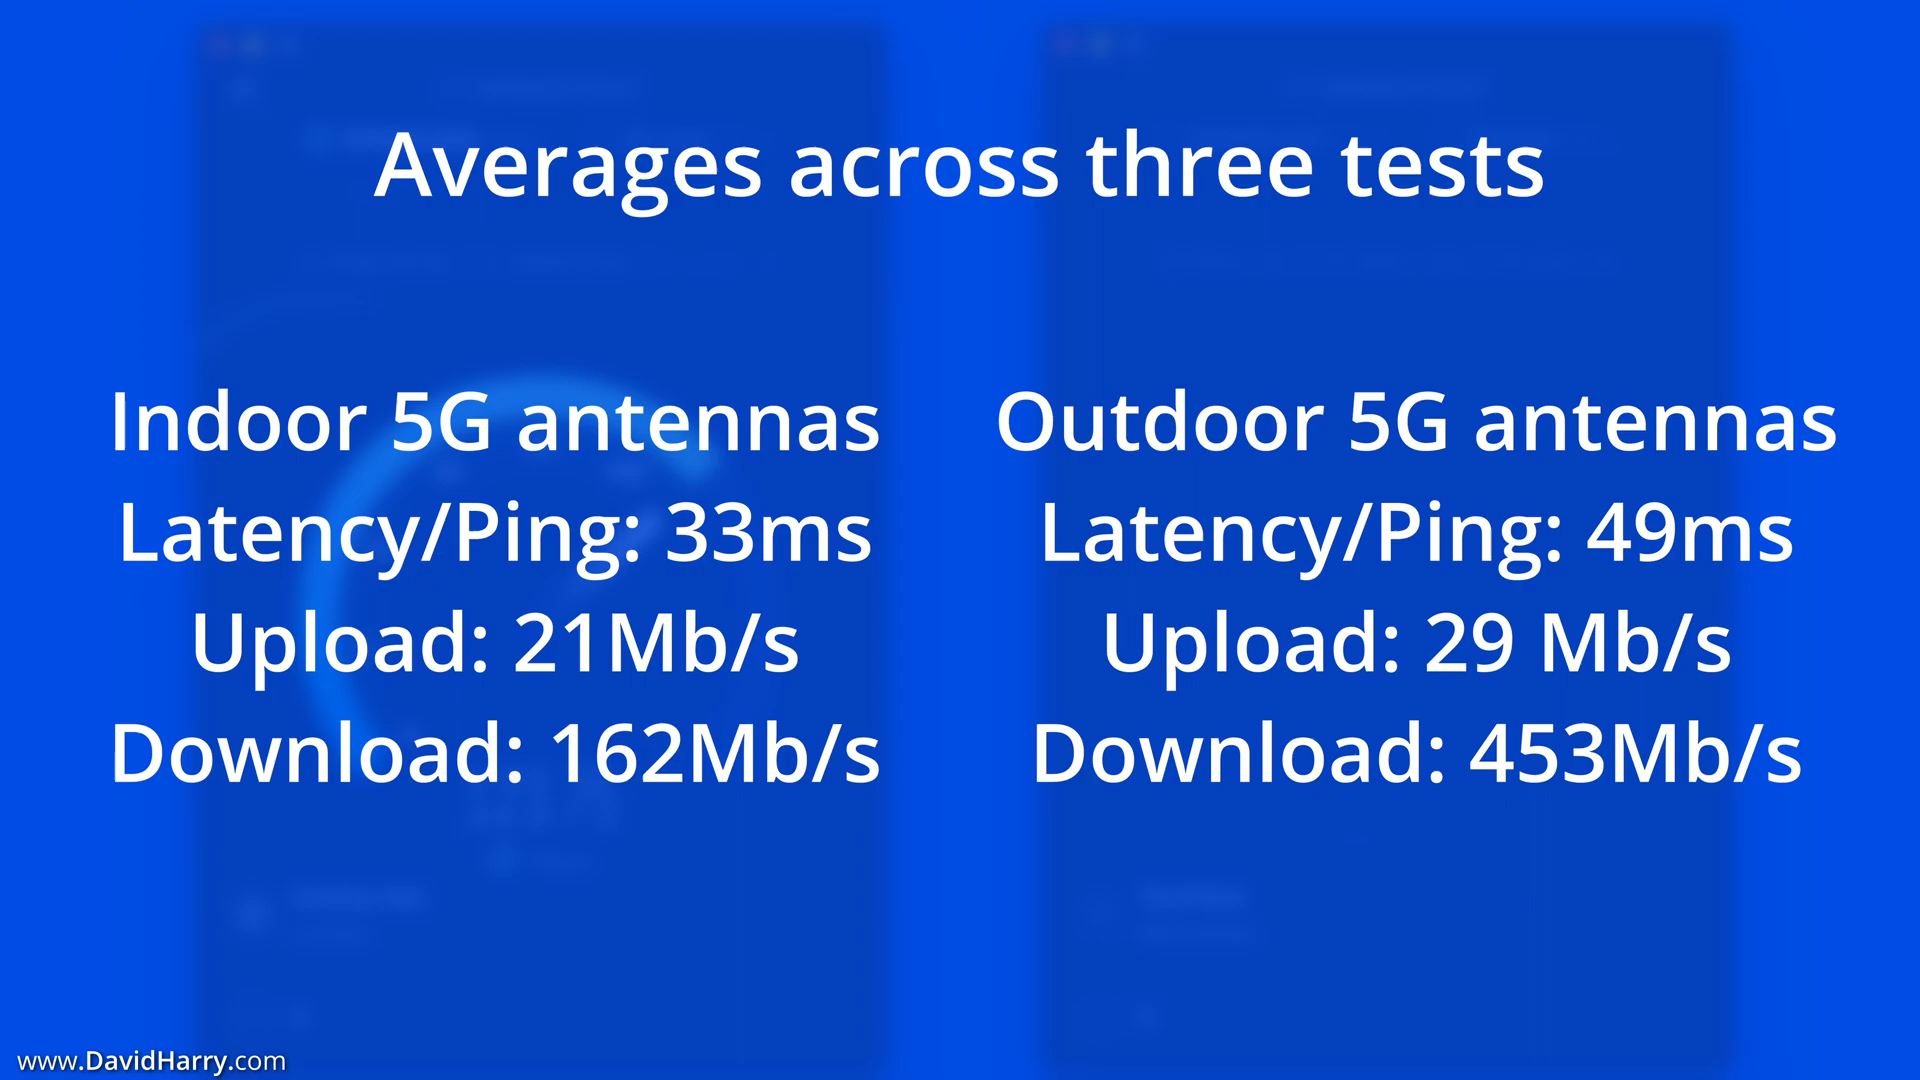 Averages across three tests
Indoor 5G antennas
Latency/Ping: 33ms
Upload: 21Mb/s
Download: 162Mb/s
Outdoor 5G antennas
Latency/Ping: 49ms
Upload: 29 Mb/s
Download: 453Mb/s
www.DavidHarry.com